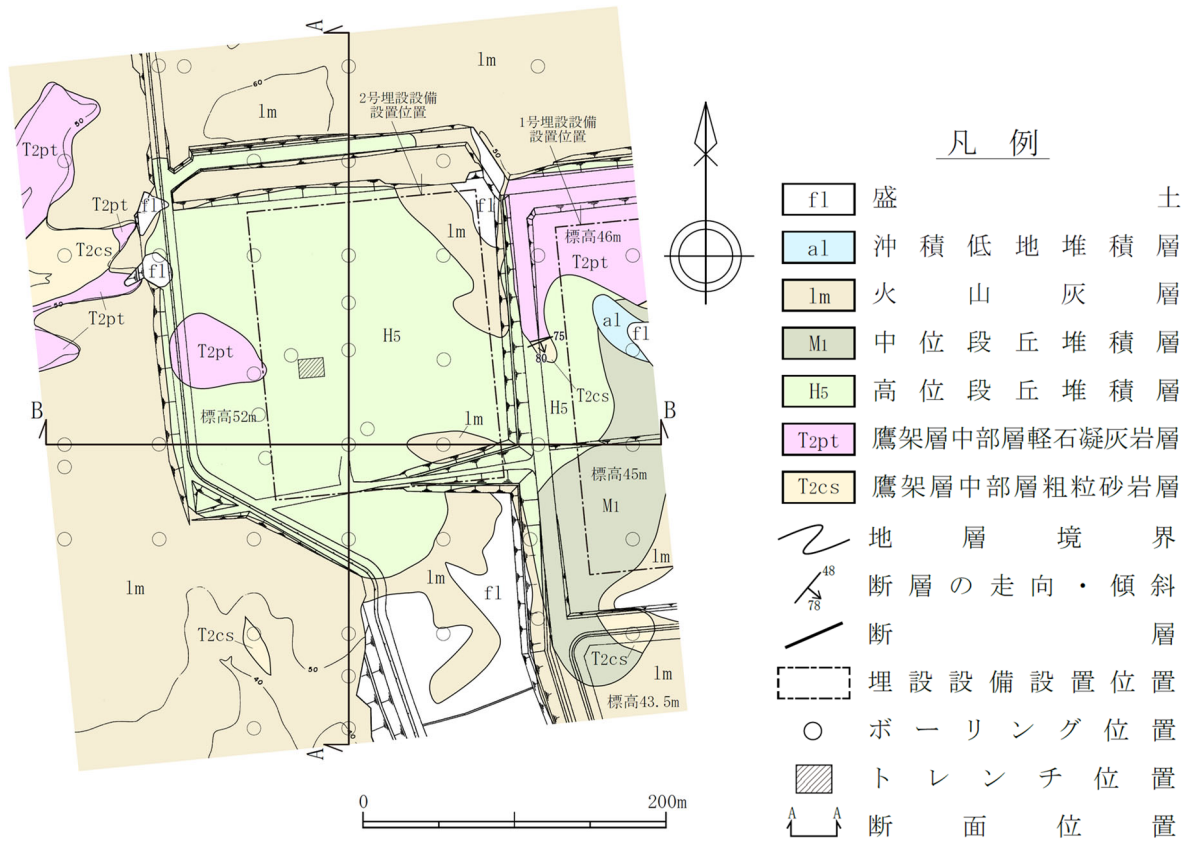 A
lm
60
lm
2号埋設設備
設置位置
1号埋設設備
設置位置
50
50
T2pt
T2pt
fl
fl
lm
標高46m
T2pt
T2cs
fl
50
T2pt
al
fl
H5
T2pt
75
80
T2cs
標高52m
H5
lm
B
B
標高45m
M1
lm
lm
lm
fl
T2cs
50
40
T2cs
lm
標高43.5m
A
0
200m
凡例
fl 盛土
al 沖積低地堆積層
lm 火山灰層
M1 中位段丘堆積層
H5 高位段丘堆積層
T2pt 鷹架層中部層軽石凝灰岩層
T2cs 鷹架層中部層粗粒砂岩層
地層境界
48
78
断層の走向・傾斜
断層
埋設設備設置位置
ボーリング位置
トレンチ位置
A A 断面位置